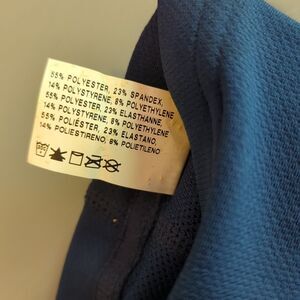 55% POLYESTER, 23% SPANDEX,
14% POLYSTYRENE, 8% POLYETHYLENE
55% POLYESTER, 23% ELASTHANNE,
14% POLYSTYRENE, 8% POLYETHYLENE
55% POLIÉSTER, 23% ELASTANO,
14% POLIESTIRENO, 8% POLIETILENO